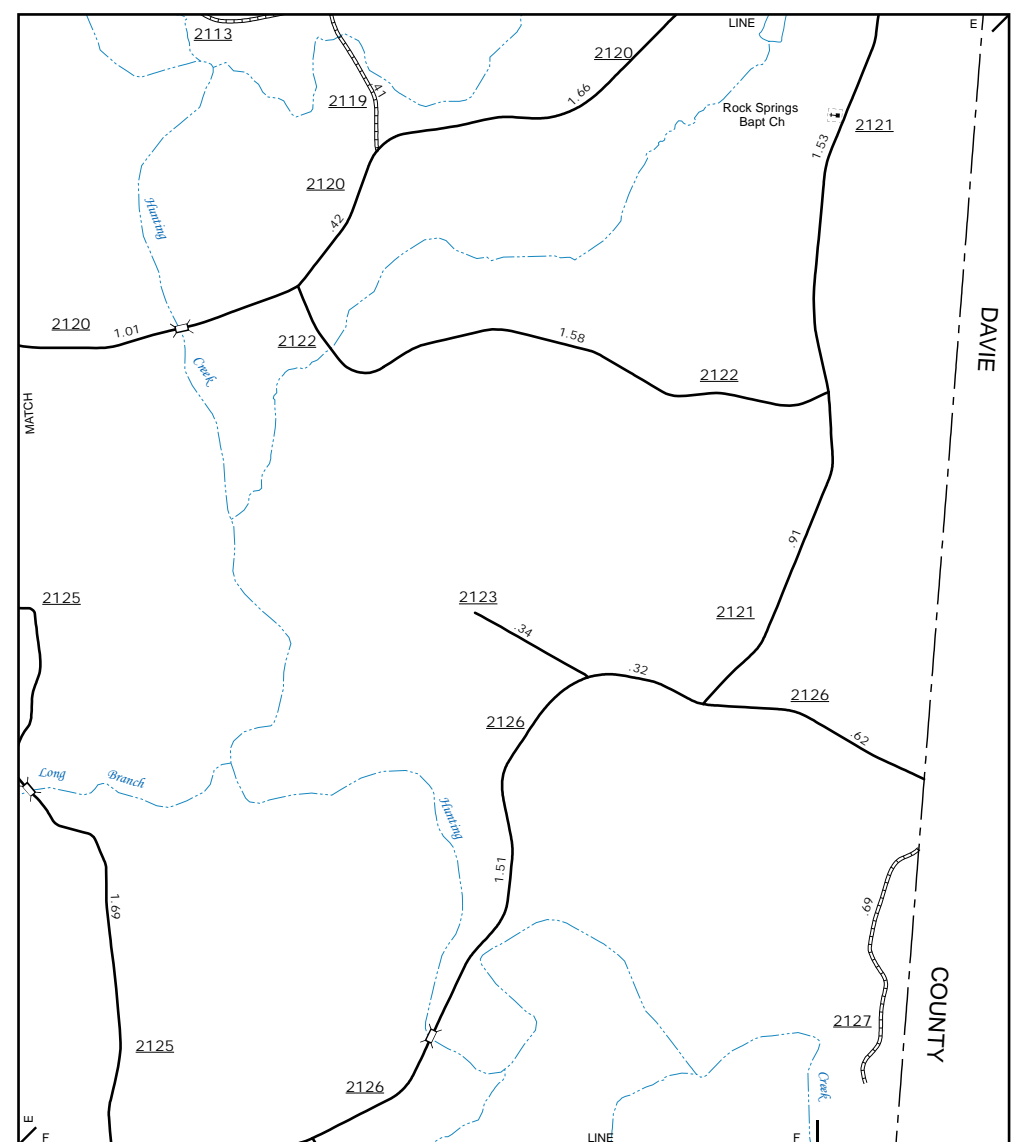 LINE
E
2113
2120
2119
.41
1.66
Rock Springs
Bapt Ch
2121
1.53
2120
.42
Hunting
2120
1.01
2122
1.58
DAVIE
Creek
2122
MATCH
.91
2125
2123
2121
.34
.32
2126
2126
.62
Long
Branch
Hunting
1.51
1.69
.69
COUNTY
2127
2125
2126
Creek
E
F
LINE
F